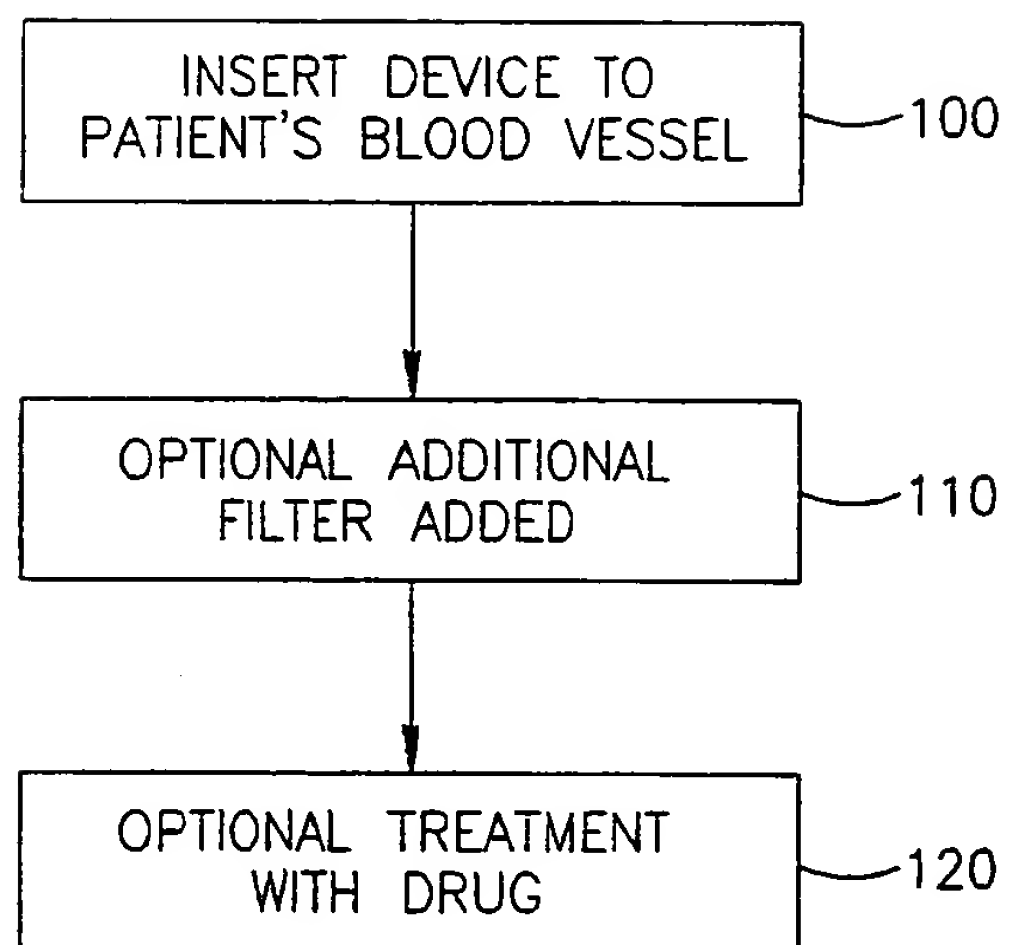 INSERT DEVICE TO
PATIENT'S BLOOD VESSEL
100
OPTIONAL ADDITIONAL
FILTER ADDED
110
OPTIONAL TREATMENT
WITH DRUG
120